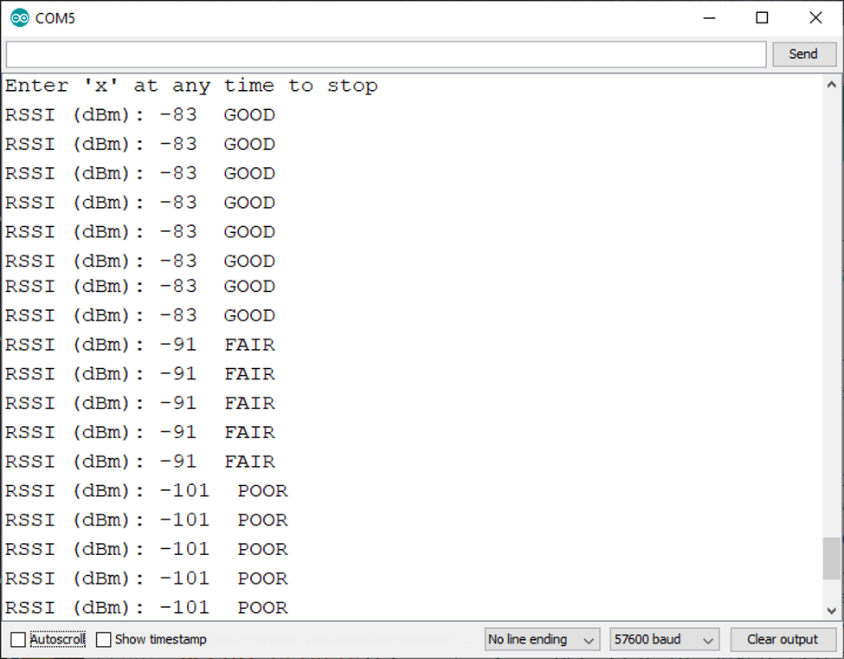 COM5
Send
Enter 'x' at any time to stop
RSSI (dBm): -83  GOOD
RSSI (dBm): -83  GOOD
RSSI (dBm): -83  GOOD
RSSI (dBm): -83  GOOD
RSSI (dBm): -83  GOOD
RSSI (dBm): -83  GOOD
RSSI (dBm): -83  GOOD
RSSI (dBm): -83  GOOD
RSSI (dBm): -91  FAIR
RSSI (dBm): -91  FAIR
RSSI (dBm): -91  FAIR
RSSI (dBm): -91  FAIR
RSSI (dBm): -91  FAIR
RSSI (dBm): -101  POOR
RSSI (dBm): -101  POOR
RSSI (dBm): -101  POOR
RSSI (dBm): -101  POOR
RSSI (dBm): -101  POOR
Autoscroll Show timestamp No line ending 57600 baud Clear output